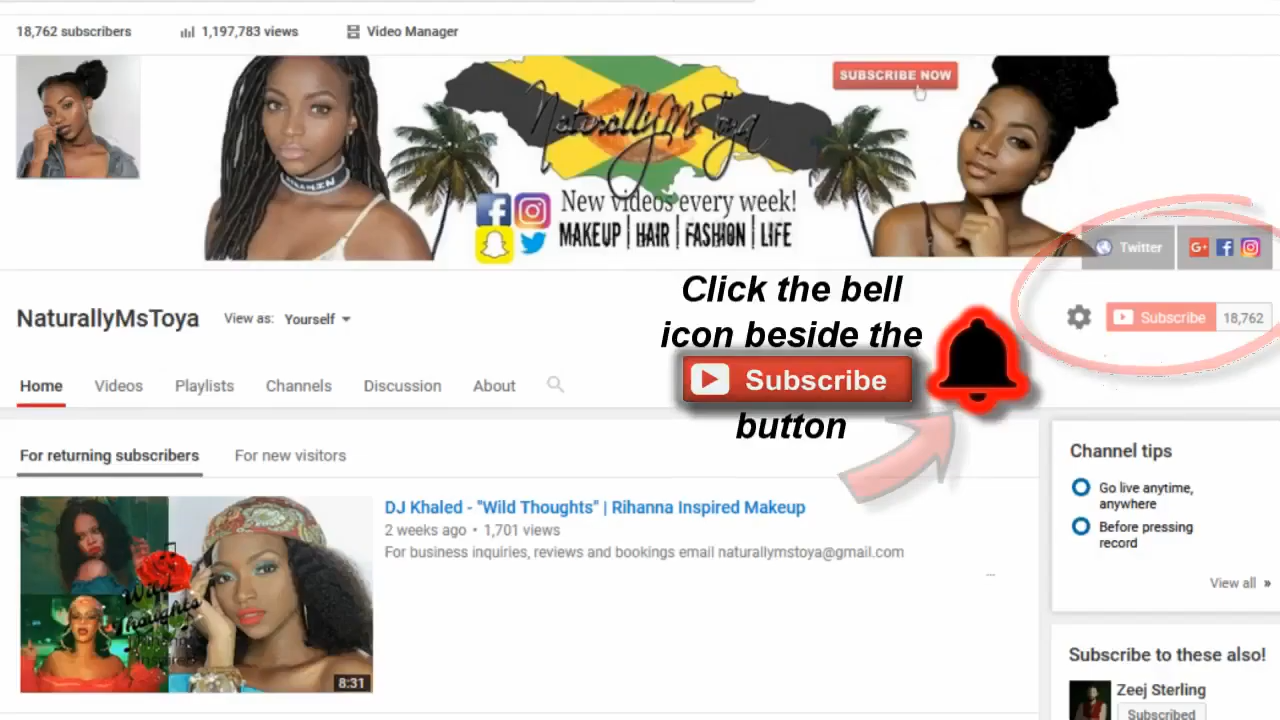 18,762 subscribers
1,197,783 views
Video Manager
SUBSCRIBE NOW
NaturallyMsToya
New videos every week!
MAKEUP | HAIR | FASHION | LIFE
Twitter
Click the bell
icon beside the
Subscribe
button
NaturallyMsToya
View as: Yourself
Subscribe 18,762
Home Videos Playlists Channels Discussion About
For returning subscribers
For new visitors
DJ Khaled - "Wild Thoughts" | Rihanna Inspired Makeup
2 weeks ago • 1,701 views
For business inquiries, reviews and bookings email naturallymstoya@gmail.com
Wild
Thoughts
Inspired
8:31
Channel tips
Go live anytime,
anywhere
Before pressing
record
View all »
Subscribe to these also!
Zeej Sterling
Subscribed